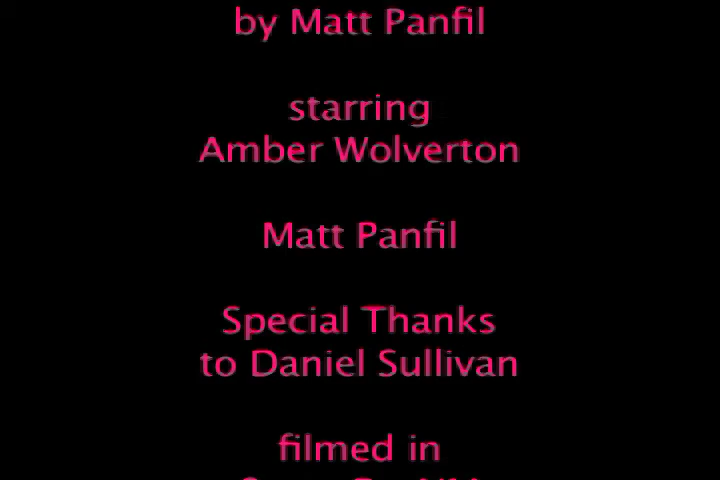 by Matt Panfil
starring
Amber Wolverton
Matt Panfil
Special Thanks
to Daniel Sullivan
filmed in